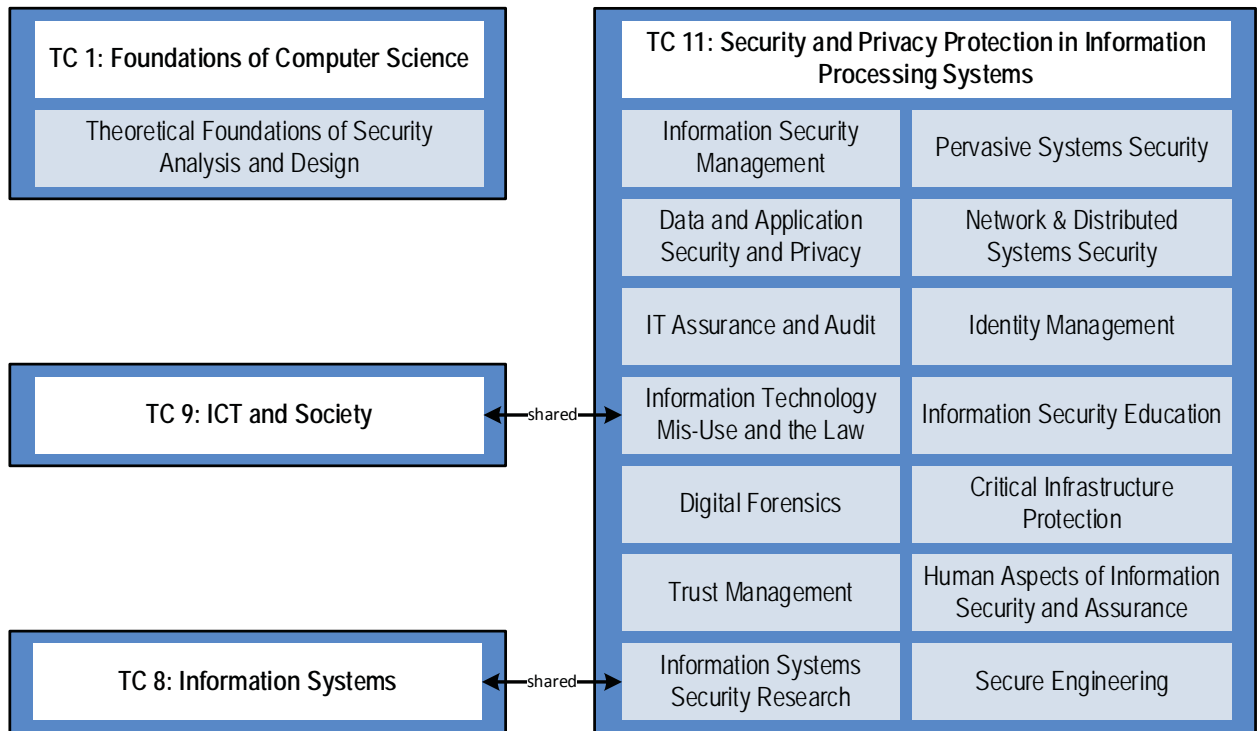 TC 1: Foundations of Computer Science
Theoretical Foundations of Security
Analysis and Design
TC 9: ICT and Society
shared
TC 8: Information Systems
shared
TC 11: Security and Privacy Protection in Information
Processing Systems
Information Security
Management
Pervasive Systems Security
Data and Application
Security and Privacy
Network & Distributed
Systems Security
IT Assurance and Audit
Identity Management
Information Technology
Mis-Use and the Law
Information Security Education
Digital Forensics
Critical Infrastructure
Protection
Trust Management
Human Aspects of Information
Security and Assurance
Information Systems
Security Research
Secure Engineering